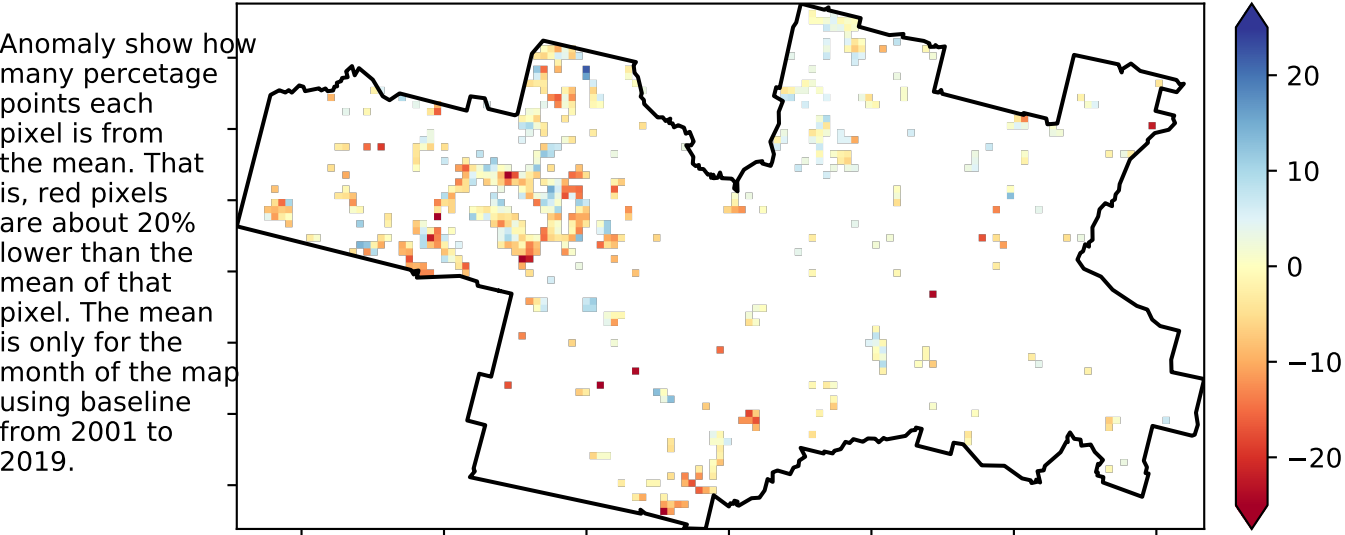 Anomaly show how
many percetage
points each
pixel is from
the mean. That
is, red pixels
are about 20%
lower than the
mean of that
pixel. The mean
is only for the
month of the map
using baseline
from 2001 to
2019.
20
10
0
−10
−20